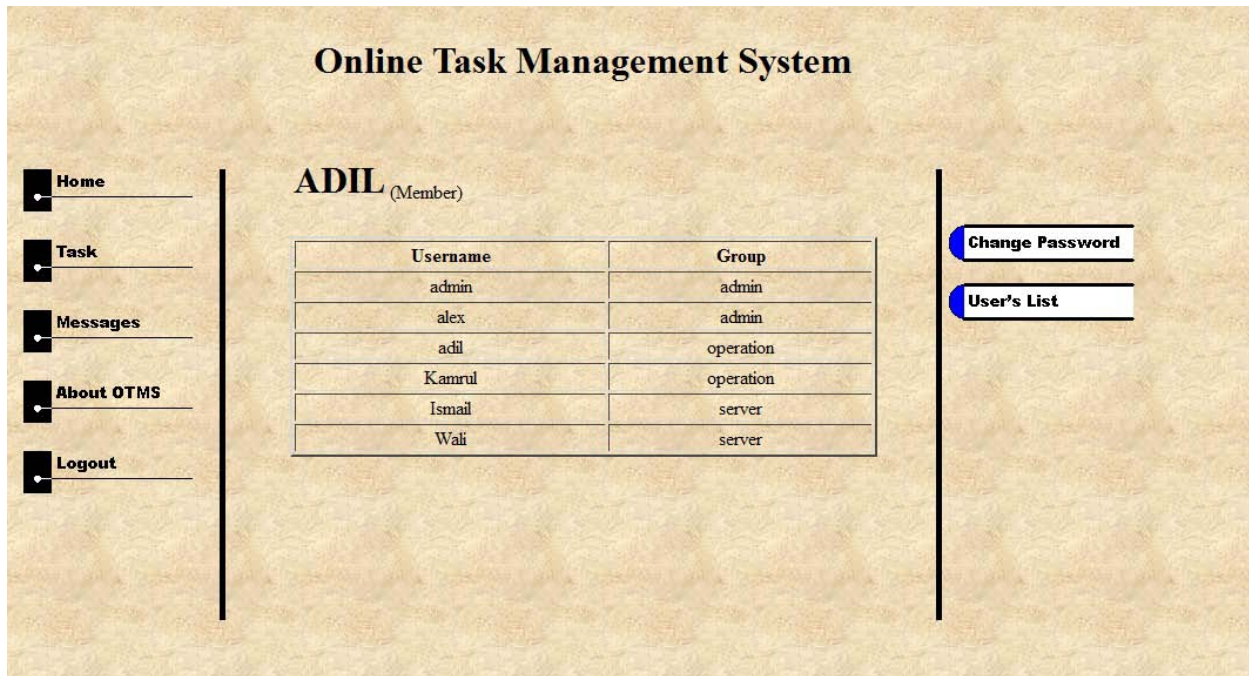 Online Task Management System
Home
Task
Messages
About OTMS
Logout
ADIL (Member)
Username Group
admin admin
alex admin
adil operation
Kamrul operation
Ismail server
Wali server
Change Password
User's List